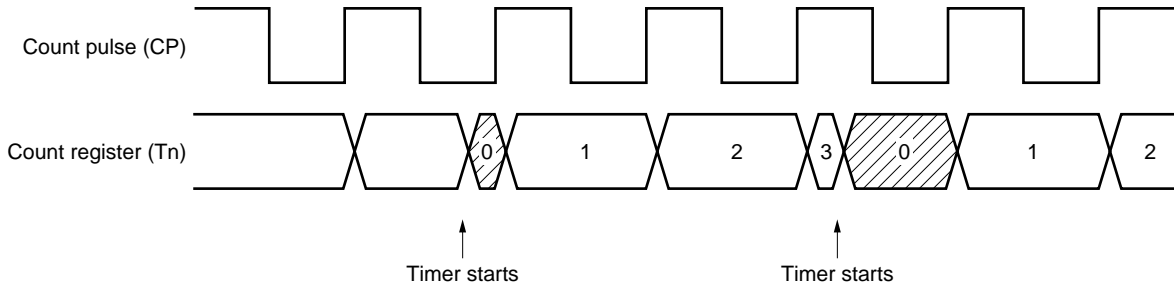 Count pulse (CP)
Count register (Tn)
0 1 2 3 0 1 2
Timer starts Timer starts